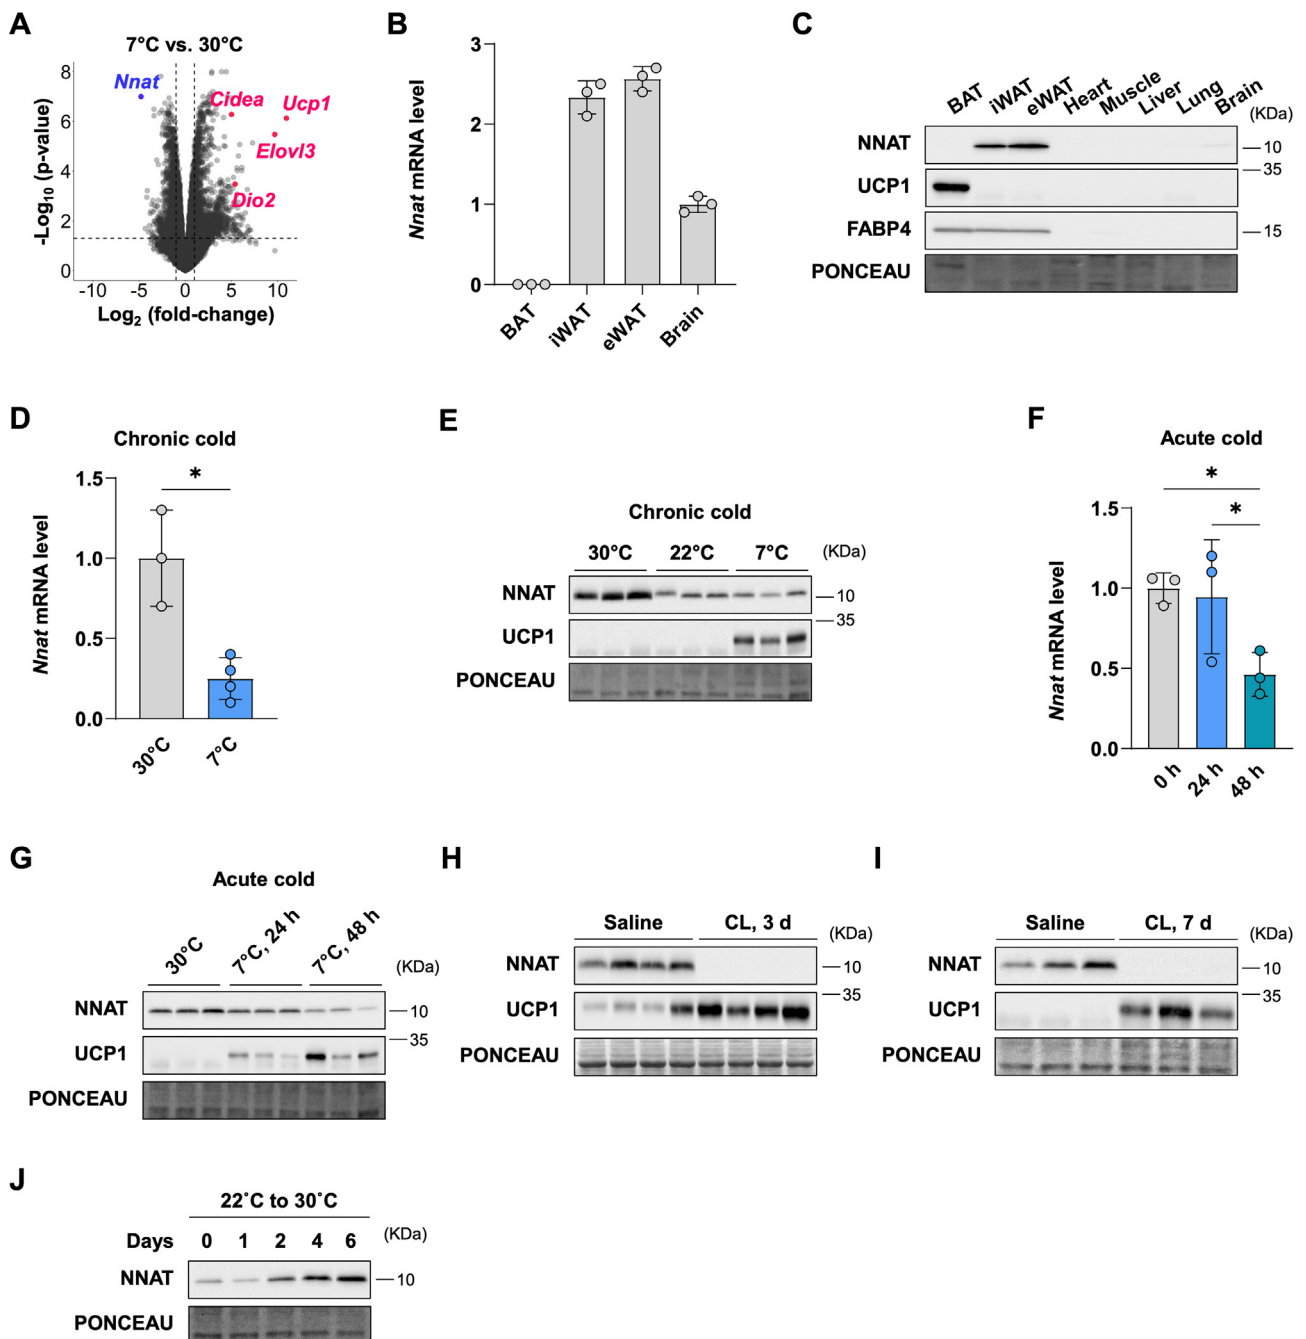 A
7°C vs. 30°C
Nnat
Cidea
Ucp1
Elovl3
Dio2
8
6
4
2
0
-Log10 (p-value)
-10
-5
0
5
10
Log2 (fold-change)
B
3
2
1
0
Nnat mRNA level
BAT
iWAT
eWAT
Brain
C
BAT
iWAT
eWAT
Heart
Muscle
Liver
Lung
Brain
(KDa)
NNAT
10
35
UCP1
FABP4
15
PONCEAU
D
Chronic cold
*
1.5
1.0
0.5
0.0
Nnat mRNA level
30°C
7°C
E
Chronic cold
30°C
22°C
7°C
(KDa)
NNAT
10
35
UCP1
PONCEAU
F
Acute cold
*
*
1.5
1.0
0.5
0.0
Nnat mRNA level
0 h
24 h
48 h
G
Acute cold
30°C
7°C, 24 h
7°C, 48 h
(KDa)
NNAT
10
35
UCP1
PONCEAU
H
Saline
CL, 3 d
(KDa)
NNAT
10
35
UCP1
PONCEAU
I
Saline
CL, 7 d
(KDa)
NNAT
10
35
UCP1
PONCEAU
J
22˚C to 30˚C
(KDa)
Days 0 1 2 4 6
NNAT
10
PONCEAU